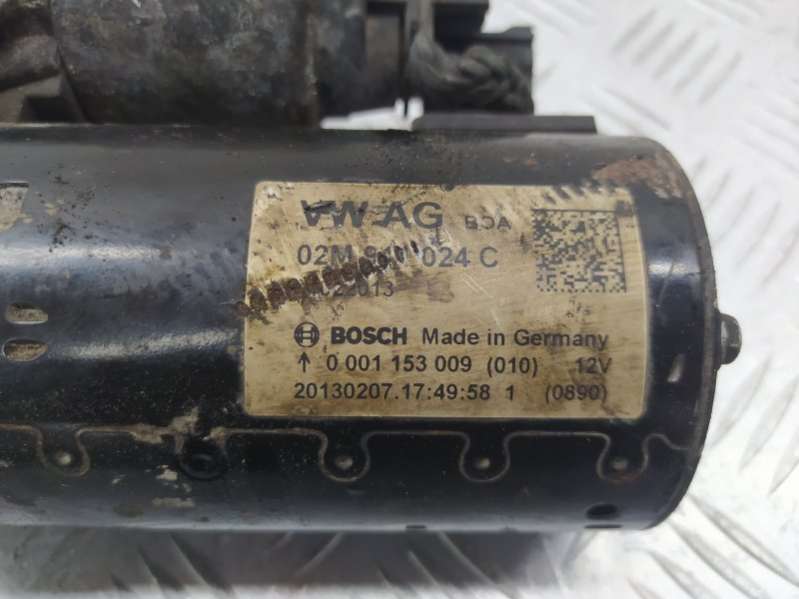 VW AG
02M 024 C
BOSCH Made in Germany
0 001 153 009 (010) 12V
20130207.17:49:58 1 (0890)